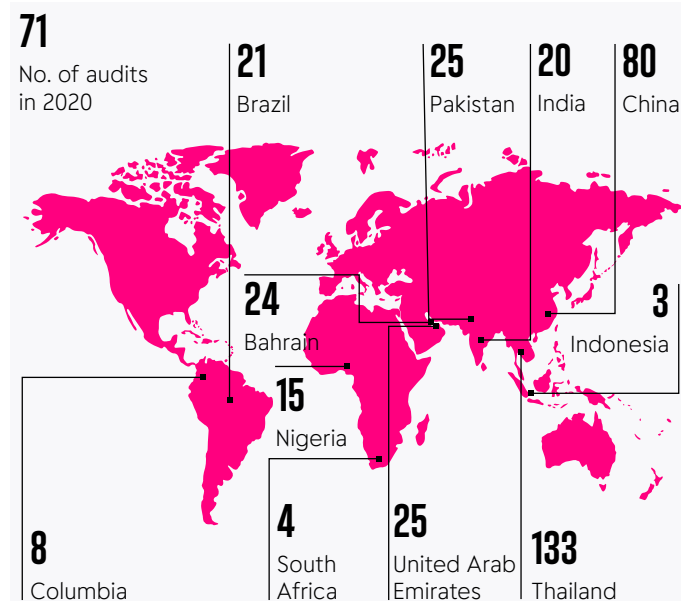 71
No. of audits
in 2020
21
Brazil
25
Pakistan
20
India
80
China
24
Bahrain
3
Indonesia
15
Nigeria
8
Columbia
4
South
Africa
25
United Arab
Emirates
133
Thailand